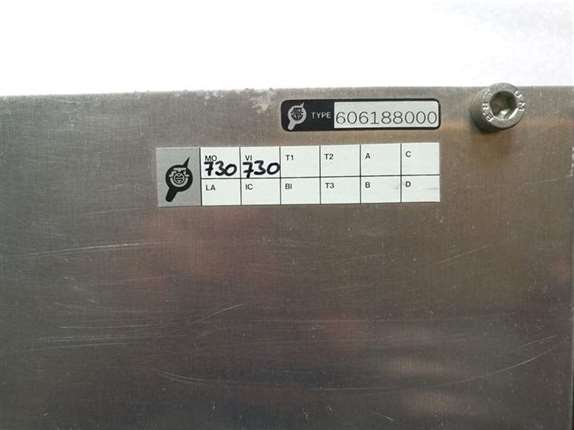 TYPE 606188000
MO VI T1 T2 A C
730 730
LA IC BI T3 B D